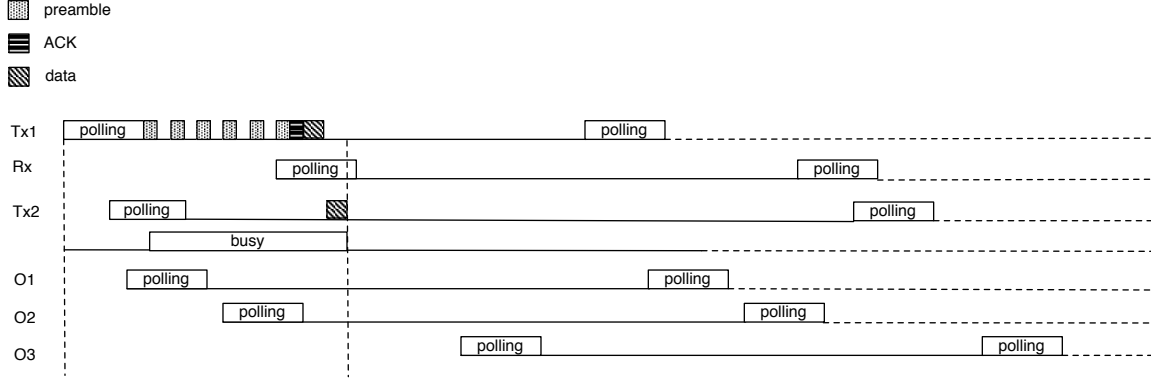 preamble
ACK
data
Tx1 polling polling
Rx polling polling
Tx2 polling polling
busy
O1 polling polling
O2 polling polling
O3 polling polling